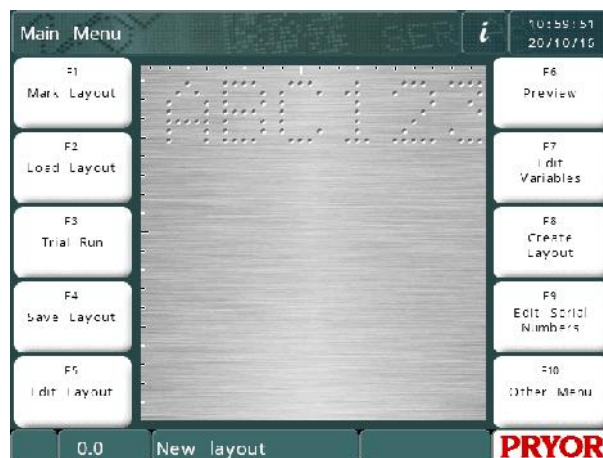 Main Menu
i
10:59:51
20/10/15
F1
Mark Layout
F2
Load Layout
F3
Trial Run
F4
Save Layout
F5
Edit Layout
ABC123
F6
Preview
F7
Edit
Variables
F8
Create
Layout
F9
Edit Serial
Numbers
F10
Other Menu
0.0
New layout
PRYOR